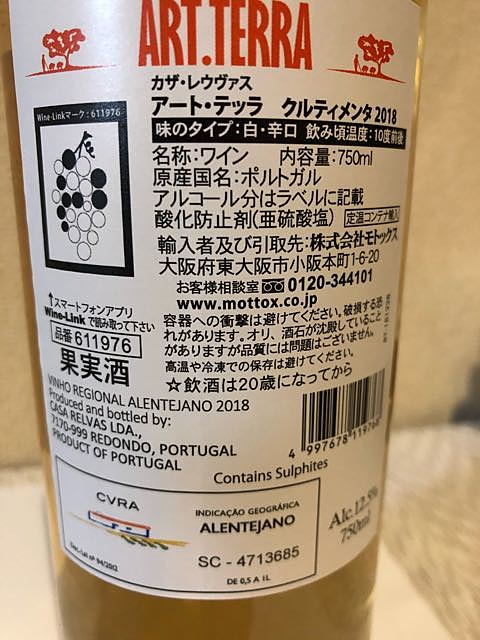 ART.TERRA
カザ・レウヴァス
アート・テッラ クルティメンタ 2018
味のタイプ：白・辛口 飲み頃温度：10度前後
Wine-Linkマーク：611976
名称：ワイン 内容量：750ml
原産国名：ポルトガル
アルコール分はラベルに記載
酸化防止剤(亜硫酸塩) 定温コンテナ輸入
輸入者及び引取先：株式会社モトックス
大阪府東大阪市小阪本町1-6-20
お客様相談室 0120-344101
www.mottox.co.jp
↑スマートフォンアプリ
Wine-Linkで読み取って下さい
品番 611976
果実酒
容器への衝撃は避けてください。破損する恐
れがあります。オリ、酒石が沈殿していること
がありますが品質には問題はございません。
高温や冷凍での保存は避けてください。
☆飲酒は20歳になってから
VINHO REGIONAL ALENTEJANO 2018
Produced and bottled by:
CASA RELVAS LDA.,
7170-999 REDONDO, PORTUGAL
PRODUCT OF PORTUGAL
4 997678 11976
Contains Sulphites
CVRA
INDICAÇÃO GEOGRÁFICA
ALENTEJANO
SC - 4713685
Dec-Lei nº 94/2012
DE 0,5 A 1L
Alc.12.5%
750ml